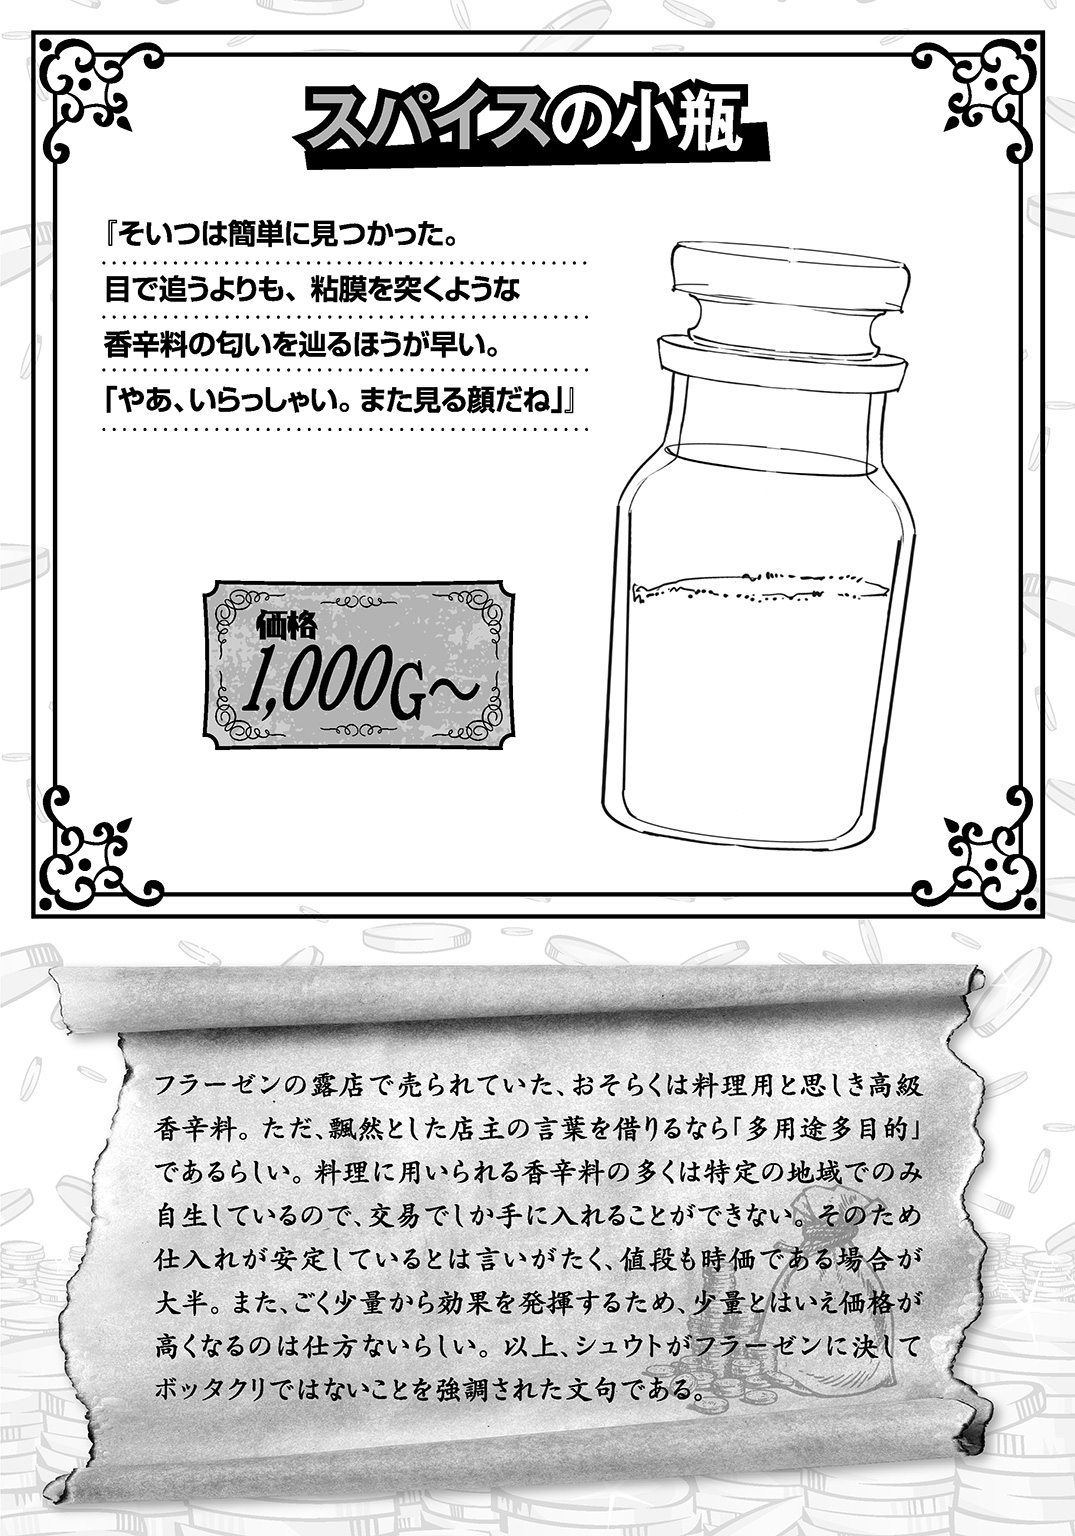 スパイスの小瓶
『そいつは簡単に見つかった。
目で追うよりも、粘膜を突くような
香辛料の匂いを辿るほうが早い。
「やあ、いらっしゃい。また見る顔だね」』
価格
1,000G〜
フラーゼンの露店で売られていた、おそらくは料理用と思しき高級
香辛料。ただ、飄然とした店主の言葉を借りるなら「多用途多目的」
であるらしい。料理に用いられる香辛料の多くは特定の地域でのみ
自生しているので、交易でしか手に入れることができない。そのため
仕入れが安定しているとは言いがたく、値段も時価である場合が
大半。また、ごく少量から効果を発揮するため、少量とはいえ価格が
高くなるのは仕方ないらしい。以上、シュウトがフラーゼンに決して
ボッタクリではないことを強調された文句である。